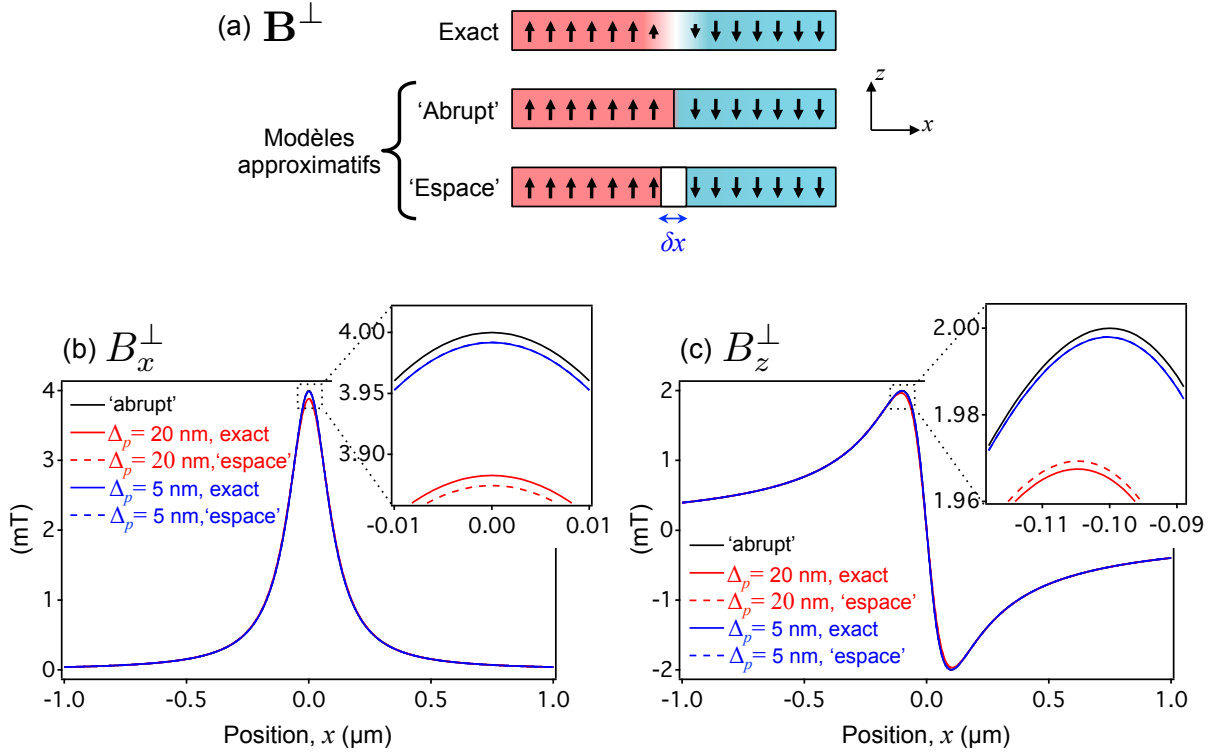 (a) B⊥
Exact
'Abrupt'
Modèles
approximatifs
'Espace'
δx
z
x
(b) B_x⊥
4.00
3.95
3.90
-0.01
0.00
0.01
'abrupt'
Δp= 20 nm, exact
Δp= 20 nm,'espace'
Δp= 5 nm, exact
Δp= 5 nm,'espace'
(mT)
4
3
2
1
0
-1.0
-0.5
0.0
0.5
1.0
Position, x (µm)
(c) B_z⊥
2.00
1.98
1.96
-0.11
-0.10
-0.09
'abrupt'
Δp= 20 nm, exact
Δp= 20 nm, 'espace'
Δp= 5 nm, exact
Δp= 5 nm, 'espace'
(mT)
2
1
0
-1
-2
-1.0
-0.5
0.0
0.5
1.0
Position, x (µm)